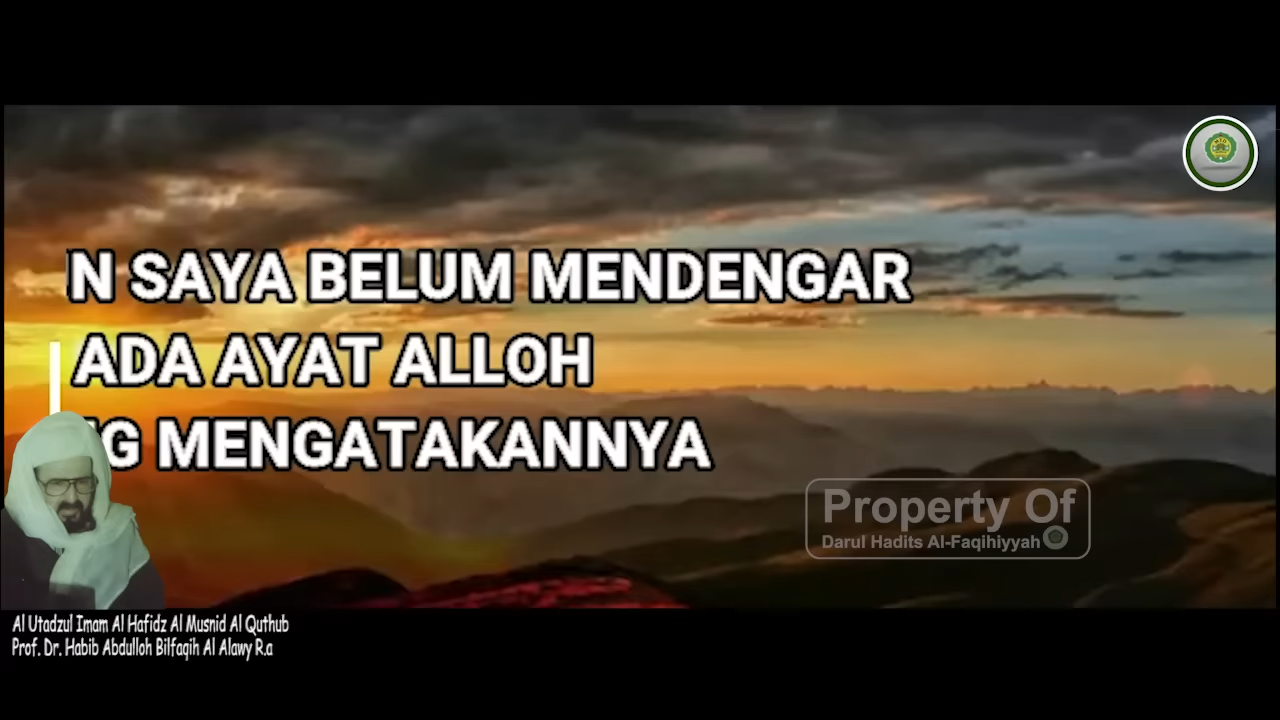 N SAYA BELUM MENDENGAR
ADA AYAT ALLOH
G MENGATAKANNYA
Property Of
Darul Hadits Al-Faqihiyyah
Al Utadzul Imam Al Hafidz Al Musnid Al Quthub
Prof. Dr. Habib Abdulloh Bilfaqih Al Alawy R.a